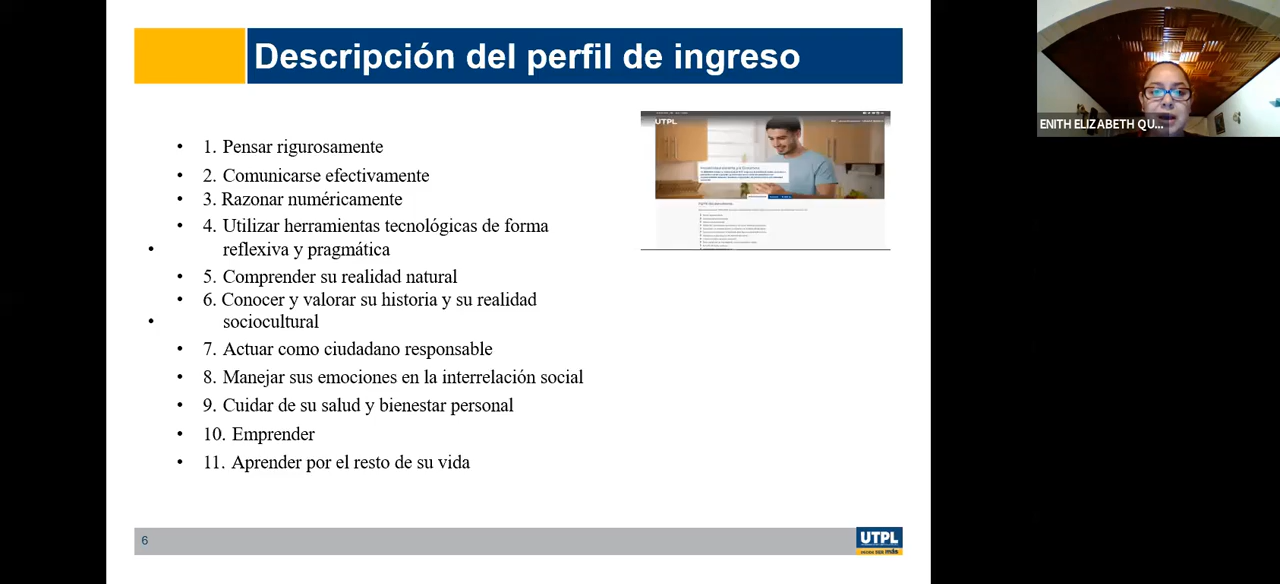 Descripción del perfil de ingreso
• 1. Pensar rigurosamente
• 2. Comunicarse efectivamente
• 3. Razonar numéricamente
• 4. Utilizar herramientas tecnológicas de forma
• reflexiva y pragmática
• 5. Comprender su realidad natural
• 6. Conocer y valorar su historia y su realidad
• sociocultural
• 7. Actuar como ciudadano responsable
• 8. Manejar sus emociones en la interrelación social
• 9. Cuidar de su salud y bienestar personal
• 10. Emprender
• 11. Aprender por el resto de su vida
UTPL
ENITH ELIZABETH QU...
6
UTPL